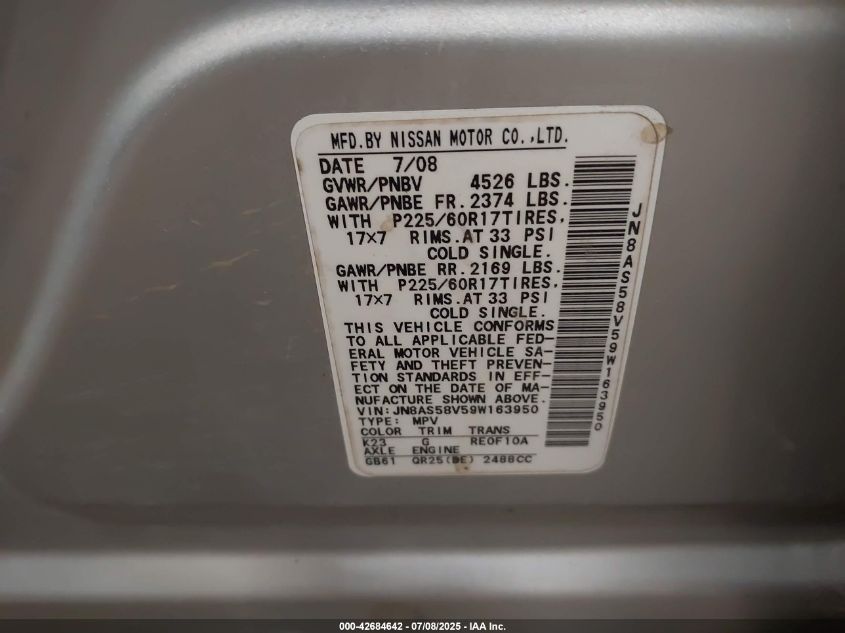 MFD.BY NISSAN MOTOR CO.,LTD.
DATE 7/08
GVWR/PNBV 4526 LBS.
GAWR/PNBE FR. 2374 LBS.
WITH P225/60R17TIRES,
17×7 RIMS.AT 33 PSI
COLD SINGLE.
GAWR/PNBE RR. 2169 LBS.
WITH P225/60R17TIRES,
17×7 RIMS.AT 33 PSI
COLD SINGLE.
THIS VEHICLE CONFORMS
TO ALL APPLICABLE FED-
ERAL MOTOR VEHICLE SA-
FETY AND THEFT PREVEN-
TION STANDARDS IN EFF-
ECT ON THE DATE OF MA-
NUFACTURE SHOWN ABOVE.
VIN:JN8AS58V59W163950
TYPE: MPV
COLOR TRIM TRANS
K23 G RE0F10A
AXLE ENGINE
GB61 QR25(DE) 2488CC
JN8AS58V59W163950
000-42684642 - 07/08/2025 - IAA Inc.